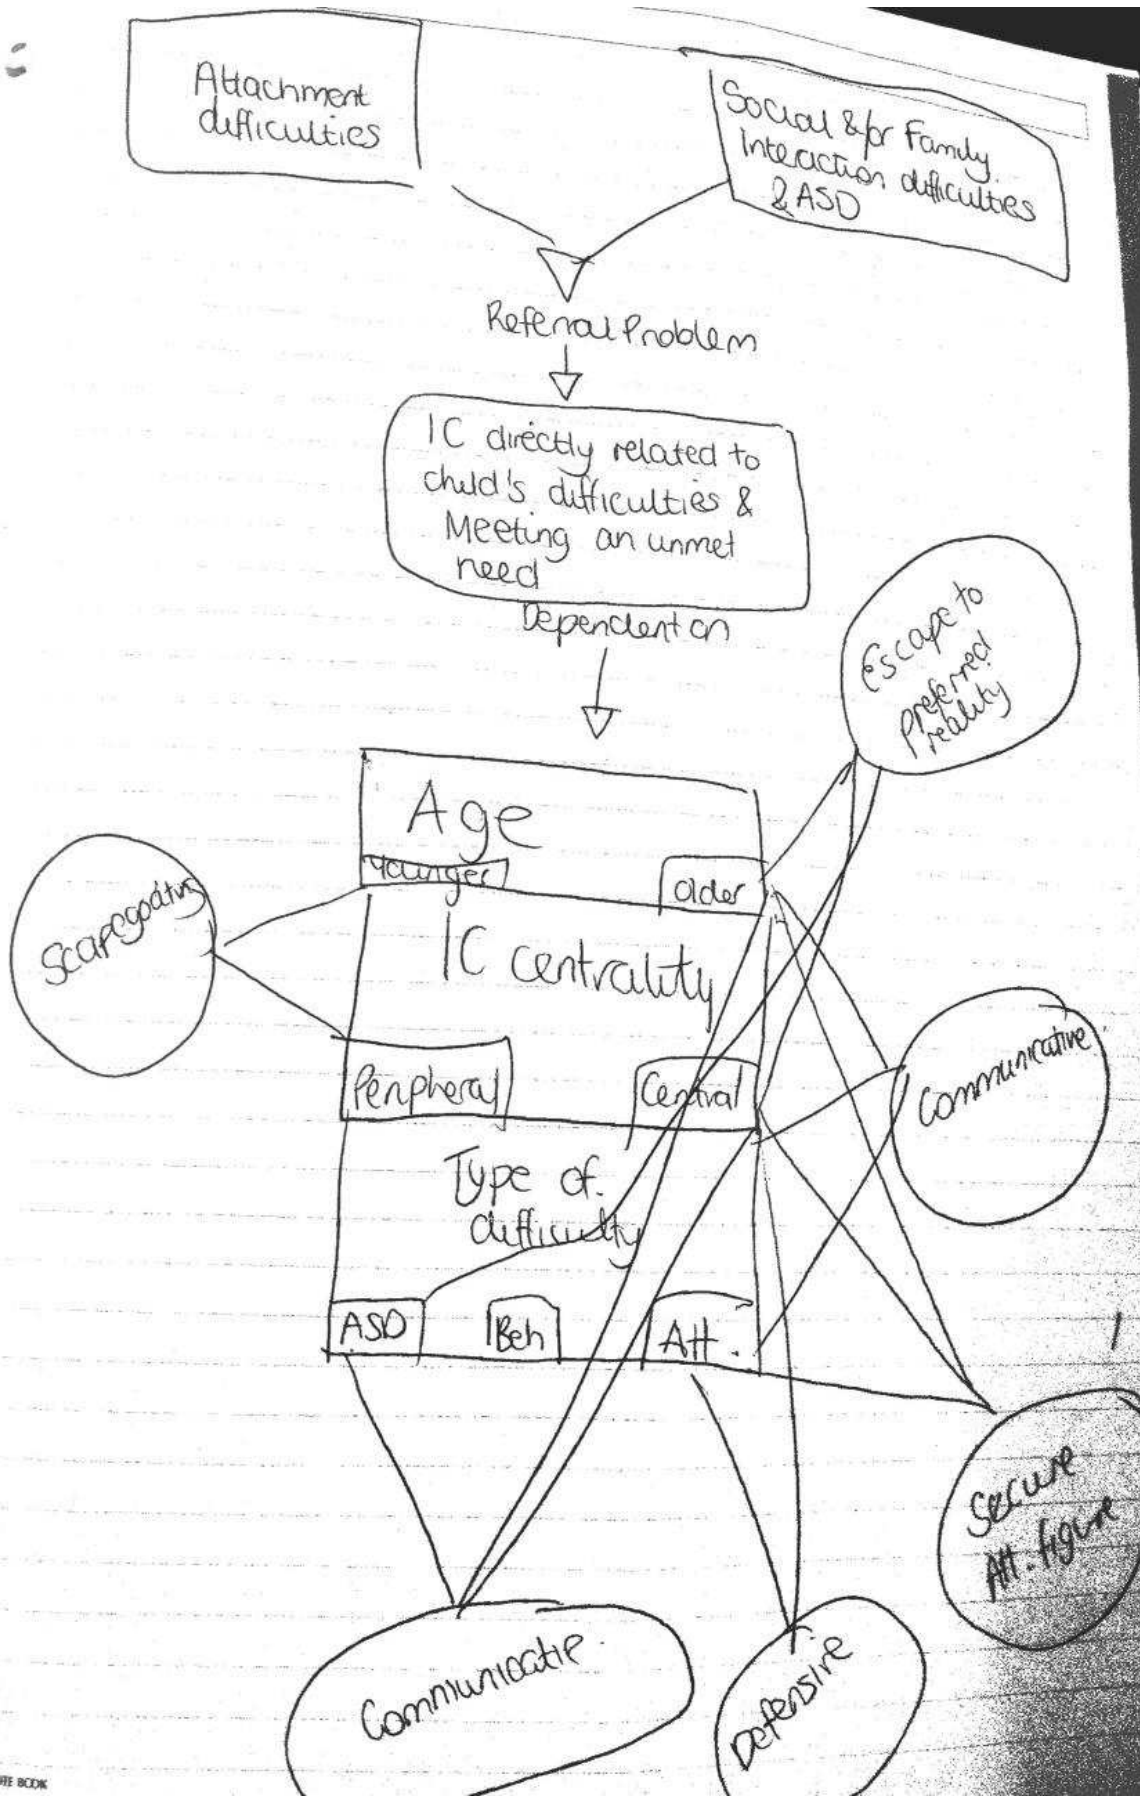 Attachment
difficulties
Social &/or Family
Interaction difficulties
& ASD
Referral Problem
IC directly related to
child's difficulties &
Meeting an unmet
need
Dependent on
Escape to
preferred
reality
Age
Younger
Older
Scapegoating
IC centrality
Peripheral
Central
Communicative
Type of
difficulty
ASD
Beh
Att.
Secure
Att. figure
Communicatie
Defensive
BOOK